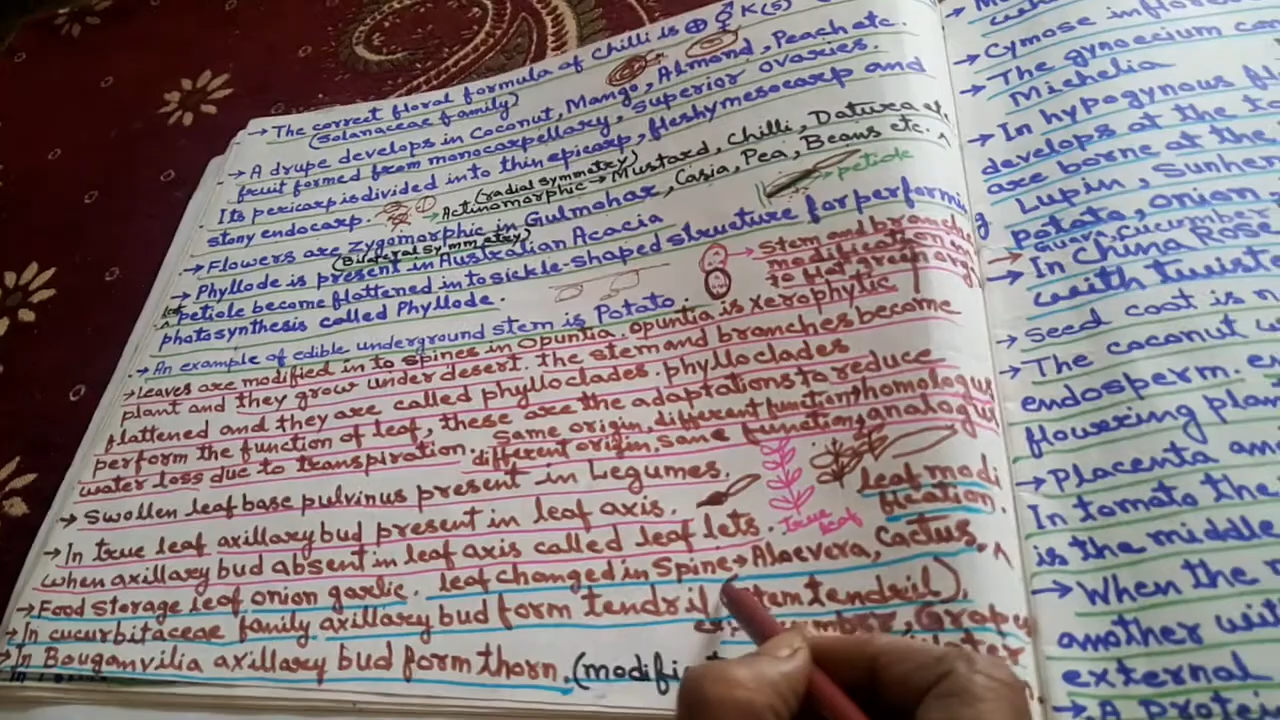 → The correct floral formula of Chilli is ⊕ ⚥ K(5)
(Solanaceae family)
→ A drupe develops in Coconut, Mango, Almond, Peach etc.
fruit formed from monocarpellary, superior ovaries.
Its pericarp is divided into thin epicarp, fleshy mesocarp and
stony endocarp.
(radial symmetry)
→ Actinomorphic → Mustard, Chilli, Datura etc.
→ Flowers are Zygomorphic in Gulmohar, Casia, Pea, Beans etc.
(Bilateral Symmetry)
→ petiole
→ Phyllode is present in Australian Acacia
leaf petiole become flattened in to sickle-shaped structure for performing
photosynthesis called Phyllode.
→ An example of edible underground stem is Potato
→ Stem and branches
modification in
to flat green
→ Leaves are modified in to spines in Opuntia. Opuntia is xerophytic
plant and they grow under desert. the stem and branches become
flattened and they are called phylloclades. phylloclades
perform the function of leaf, these are the adaptations to reduce
water loss due to transpiration.
same origin, different function → homologus
different origin, same function, analogus
→ Swollen leaf base pulvinus present in Legumes.
leaf modi
fication.
→ In true leaf axillary bud present in leaf axis.
true leaf
when axillary bud absent in leaf axis called leaf lets.
→ Food storage leaf onion garlic. leaf changed in Spine → Aloevera, Cactus.
→ In cucurbitaceae family axillary bud form tendril (stem tendril),
Grape
→ In Bouganvilia axillary bud form thorn. (modifi
→ Cymose inflor
→ The gynoecium
Michelia
→ In hypogynous
develops at the
are borne at the
Lupin, Sunhe
potato, onion
Guava, cucumber
→ In China Rose
with twiste
→ Seed coat is n
→ The coconut w
endosperm.
flowering plan
→ Placenta an
In tomato the
is the middle
→ When the
another wit
external
→ A Protei